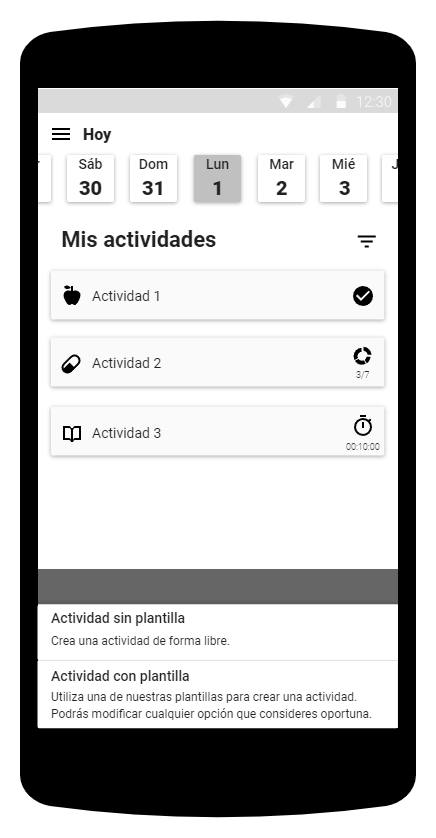 12:30
Hoy
Sáb Dom Lun Mar Mié J
30 31 1 2 3
Mis actividades
Actividad 1
Actividad 2
3/7
Actividad 3
00:10:00
Actividad sin plantilla
Crea una actividad de forma libre.
Actividad con plantilla
Utiliza una de nuestras plantillas para crear una actividad.
Podrás modificar cualquier opción que consideres oportuna.